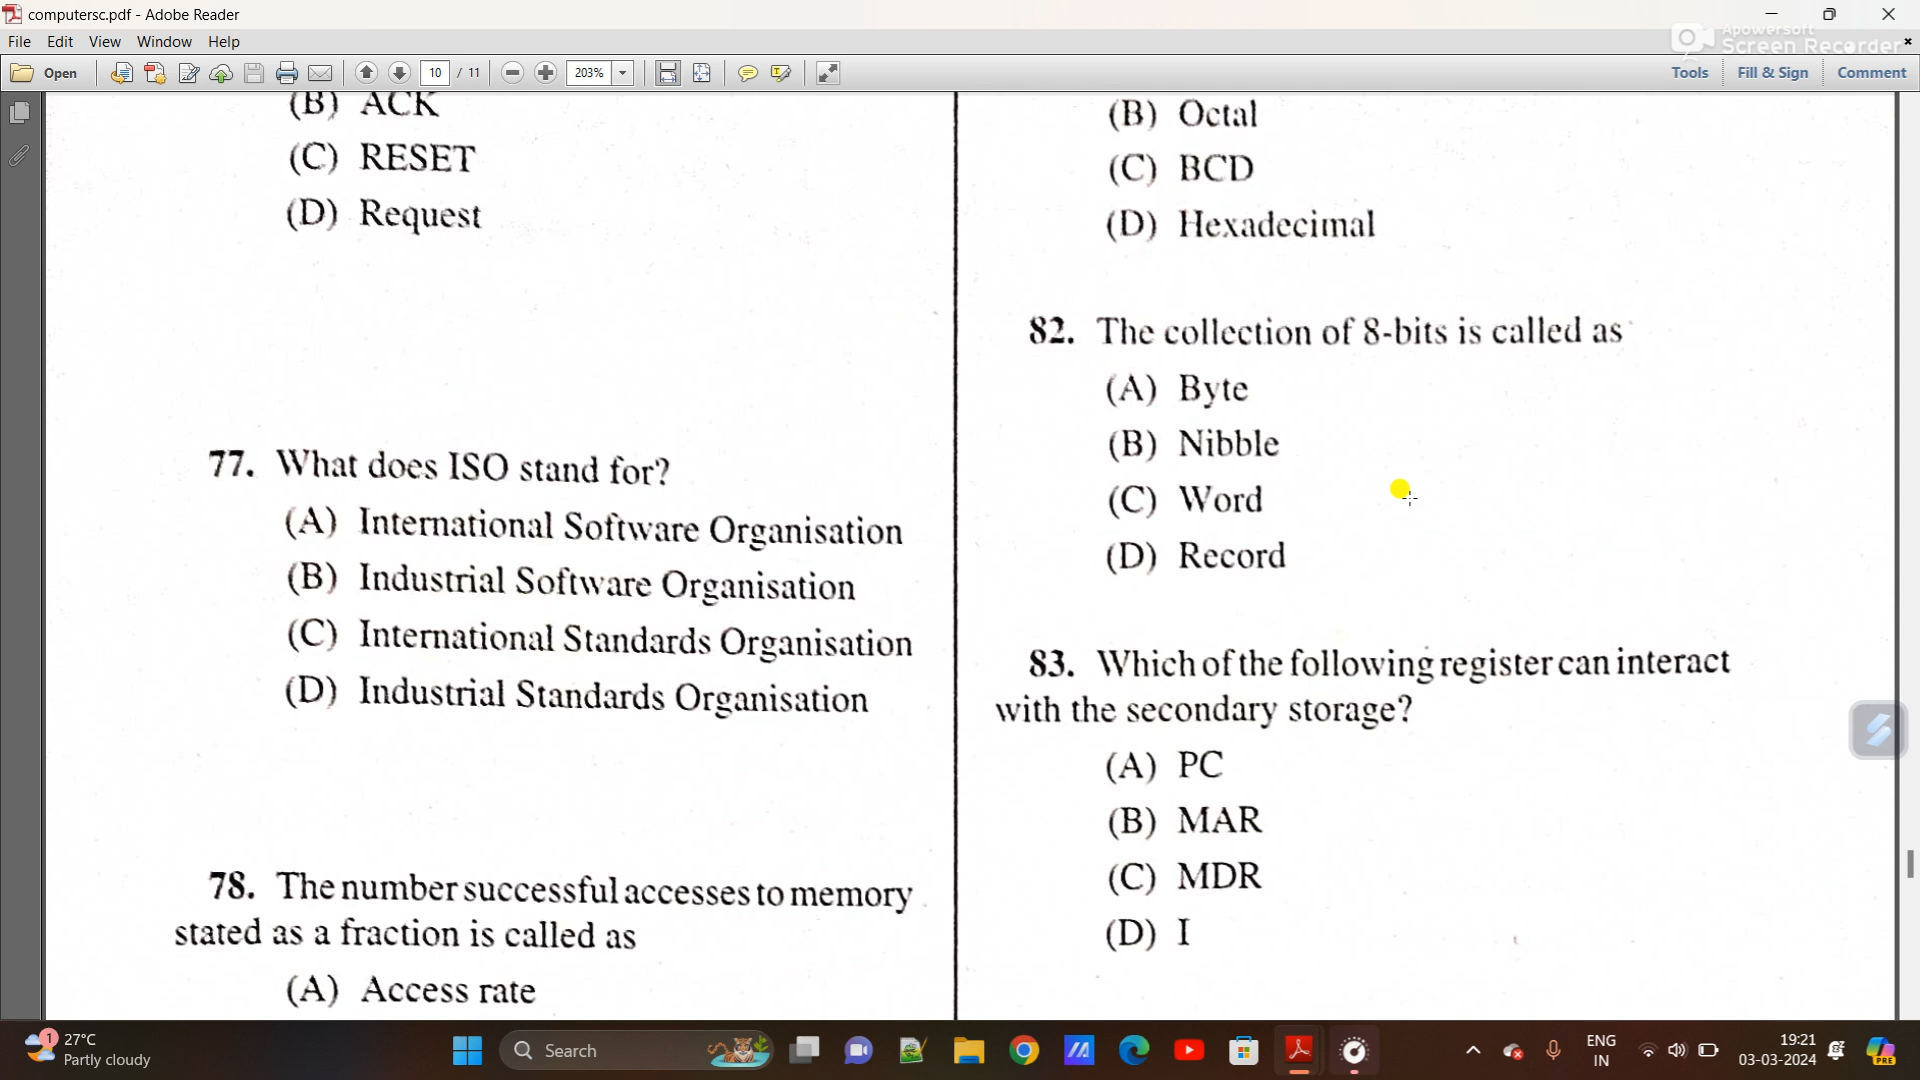 computersc.pdf - Adobe Reader
Apowersoft
Screen Recorder
File Edit View Window Help
Open 10 / 11 203% Tools Fill & Sign Comment
(B) ACK
(C) RESET
(D) Request
77. What does ISO stand for?
(A) International Software Organisation
(B) Industrial Software Organisation
(C) International Standards Organisation
(D) Industrial Standards Organisation
78. The number successful accesses to memory
stated as a fraction is called as
(A) Access rate
(B) Octal
(C) BCD
(D) Hexadecimal
82. The collection of 8-bits is called as
(A) Byte
(B) Nibble
(C) Word
(D) Record
83. Which of the following register can interact
with the secondary storage?
(A) PC
(B) MAR
(C) MDR
(D) I
1
27°C
Partly cloudy
Search
ENG
IN
19:21
03-03-2024
PRE